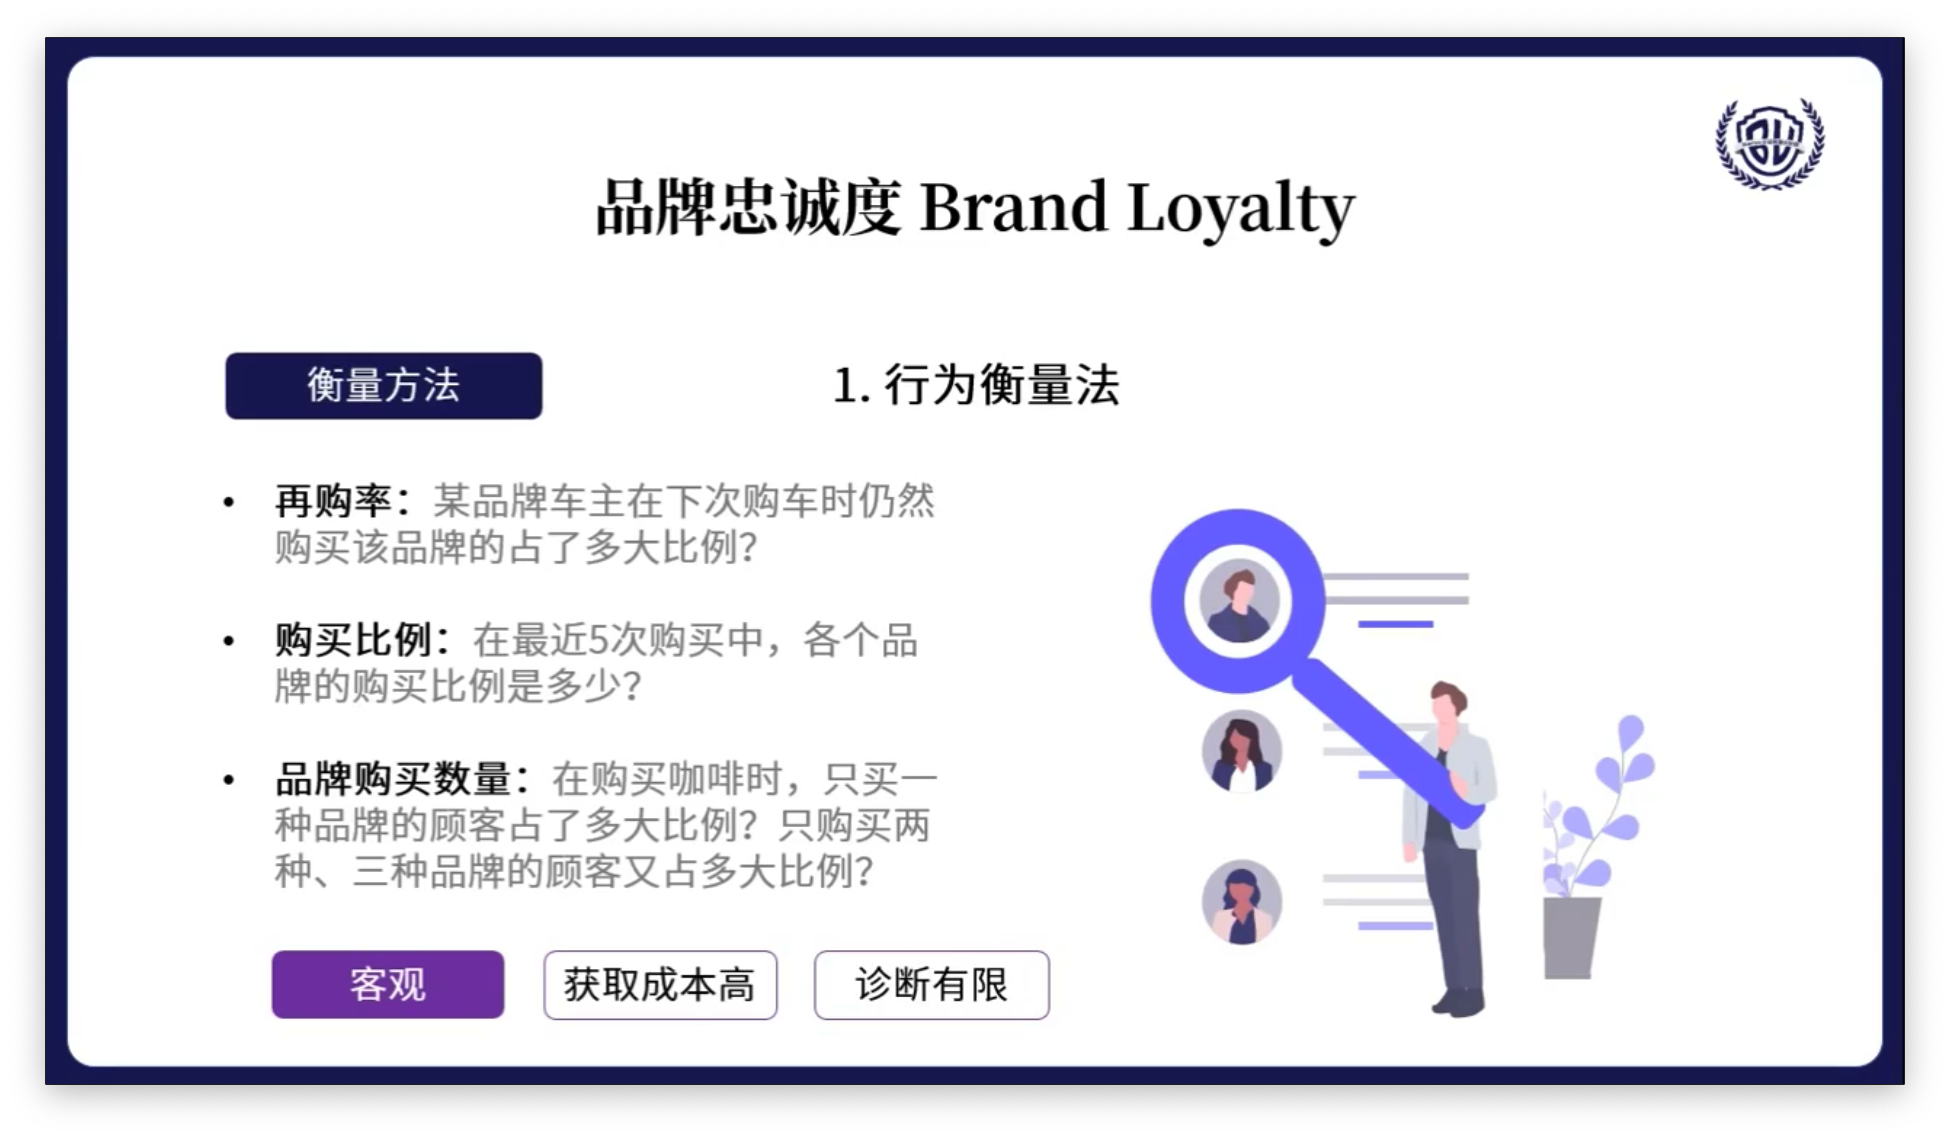 品牌忠诚度 Brand Loyalty
衡量方法
1. 行为衡量法
• 再购率：某品牌车主在下次购车时仍然
购买该品牌的占了多大比例？
• 购买比例：在最近5次购买中，各个品
牌的购买比例是多少？
• 品牌购买数量：在购买咖啡时，只买一
种品牌的顾客占了多大比例？只购买两
种、三种品牌的顾客又占多大比例？
客观
获取成本高
诊断有限